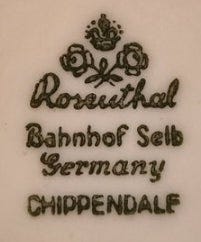 Rosenthal
Bahnhof Selb
Germany
CHIPPENDALE